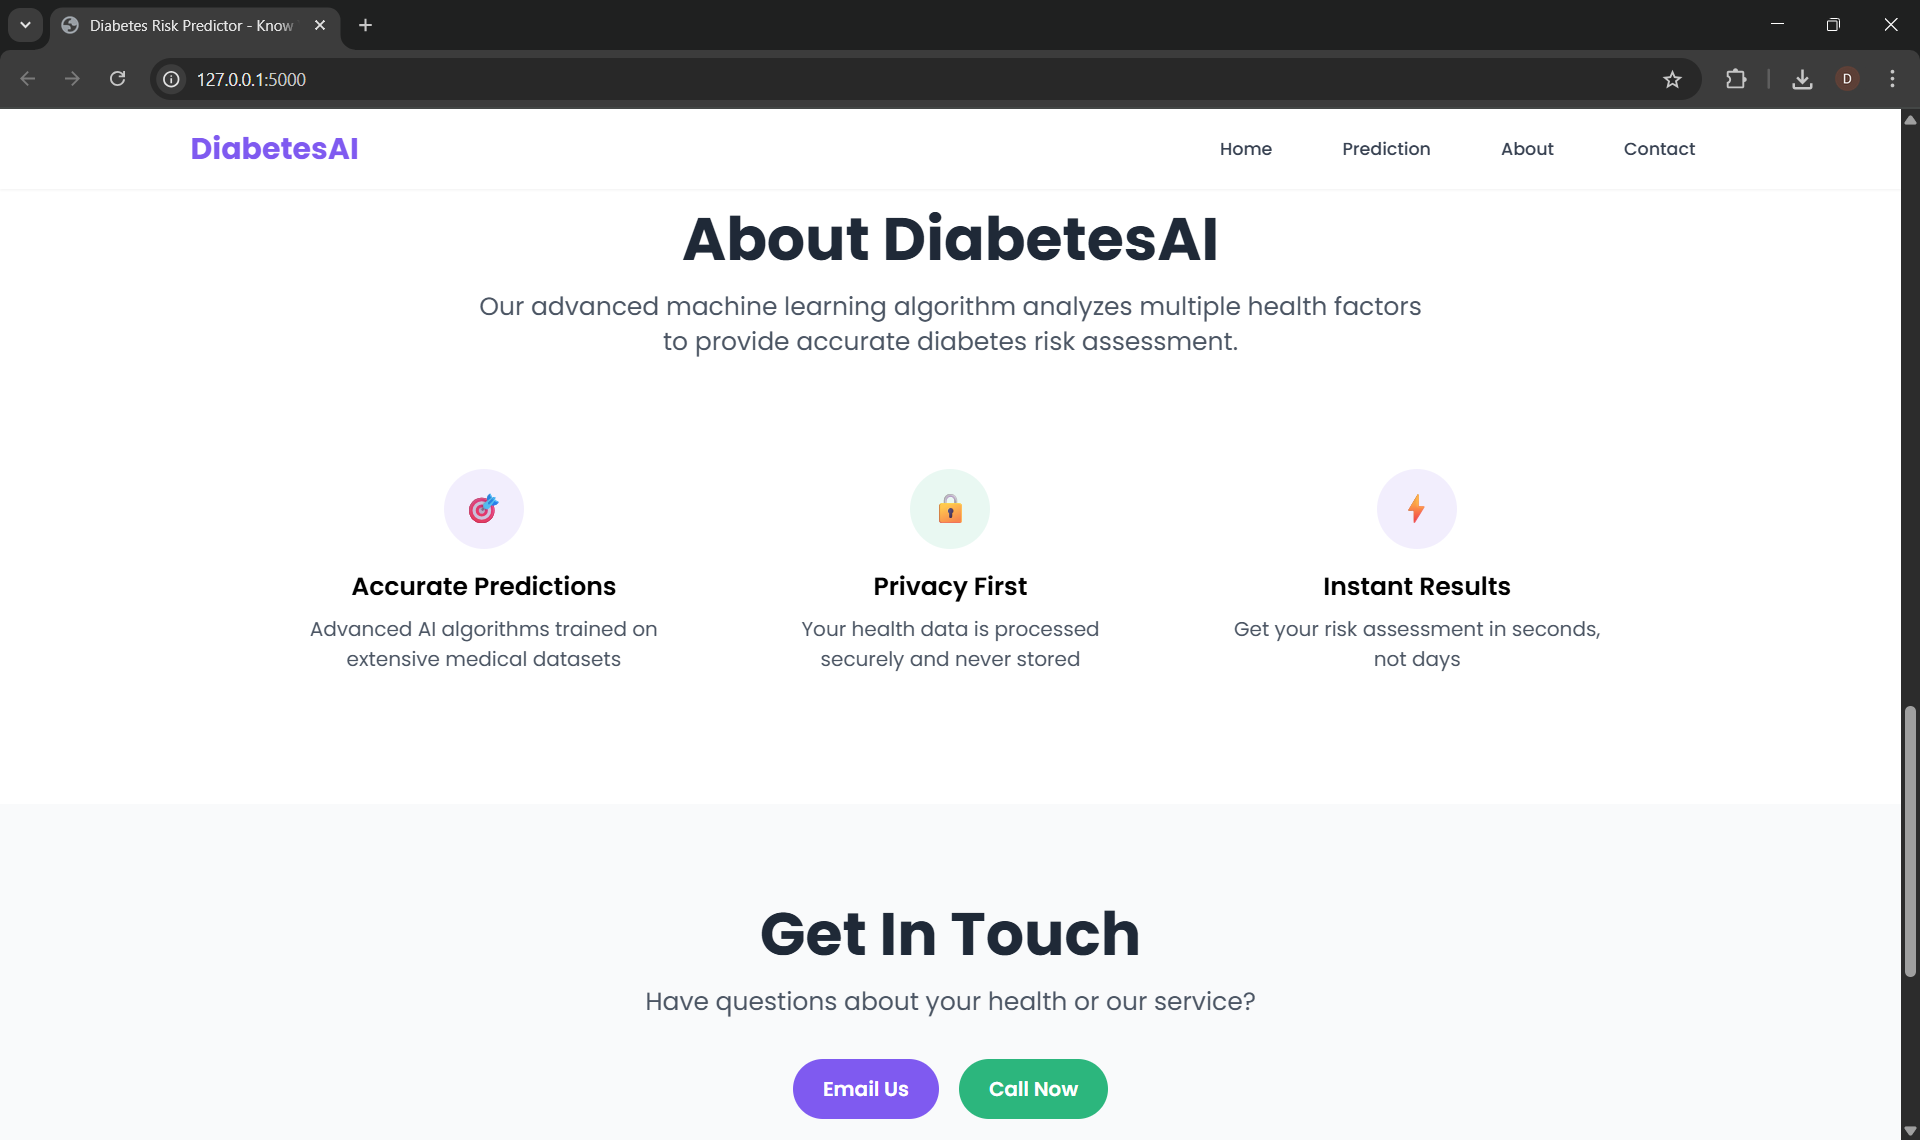 Diabetes Risk Predictor - Know
127.0.0.1:5000
D
DiabetesAI
Home
Prediction
About
Contact
About DiabetesAI
Our advanced machine learning algorithm analyzes multiple health factors
to provide accurate diabetes risk assessment.
Accurate Predictions
Advanced AI algorithms trained on
extensive medical datasets
Privacy First
Your health data is processed
securely and never stored
Instant Results
Get your risk assessment in seconds,
not days
Get In Touch
Have questions about your health or our service?
Email Us
Call Now